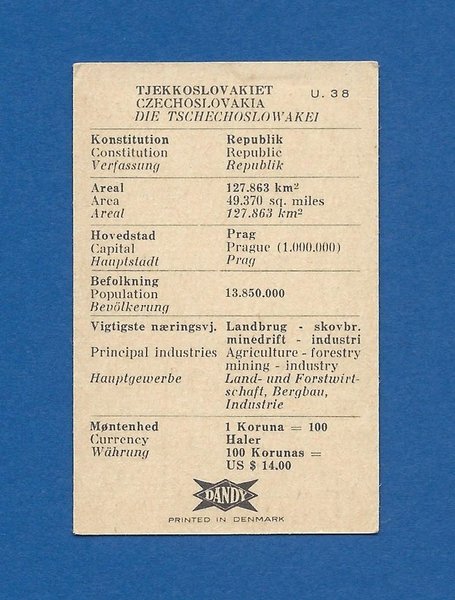 TJEKKOSLOVAKIET U. 38
CZECHOSLOVAKIA
DIE TSCHECHOSLOWAKEI
Konstitution Republik
Constitution Republic
Verfassung Republik
Areal 127.863 km²
Area 49.370 sq. miles
Areal 127.863 km²
Hovedstad Prag
Capital Prague (1.000.000)
Hauptstadt Prag
Befolkning
Population 13.850.000
Bevölkerung
Vigtigste næringsvj. Landbrug - skovbr.
minedrift - industri
Principal industries Agriculture - forestry
mining - industry
Hauptgewerbe Land- und Forstwirt-
schaft, Bergbau,
Industrie
Møntenhed 1 Koruna = 100
Currency Haler
Währung 100 Korunas =
US $ 14.00
DANDY
PRINTED IN DENMARK